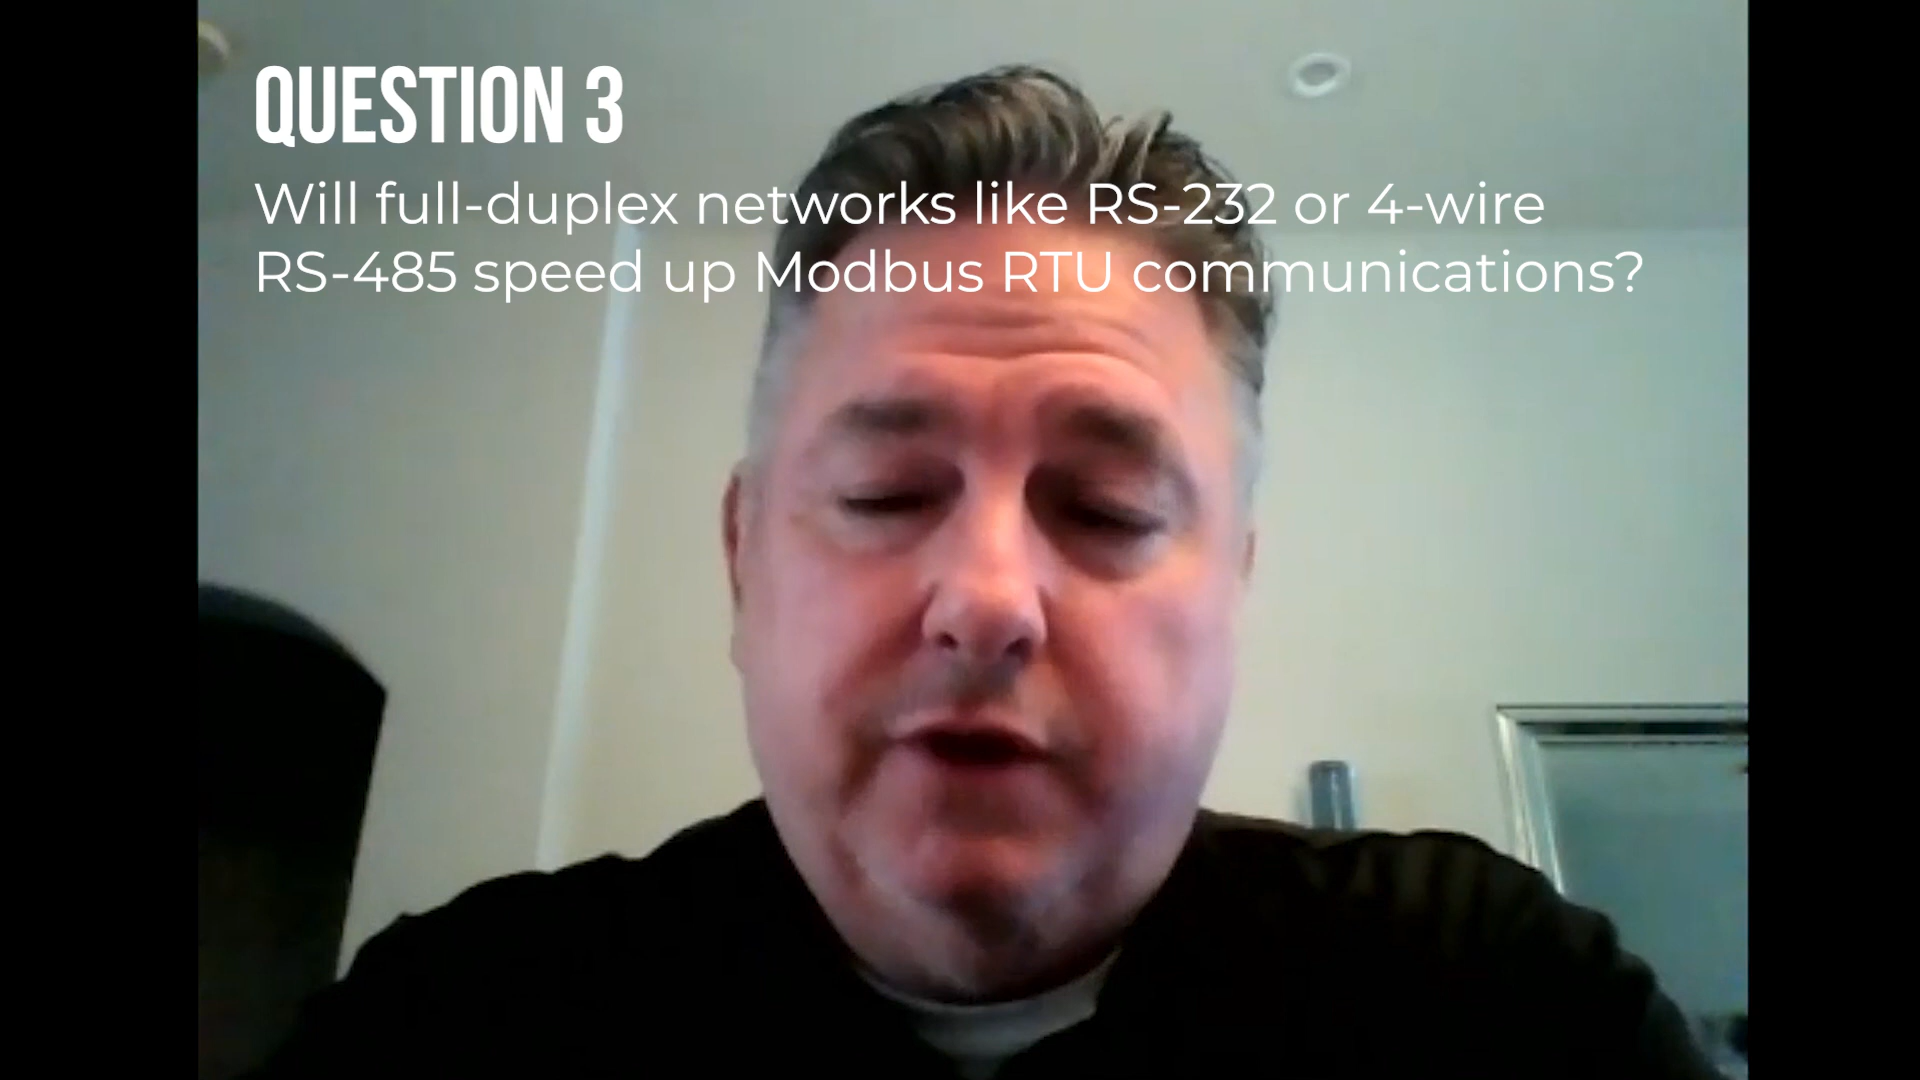 QUESTION 3
Will full-duplex networks like RS-232 or 4-wire
RS-485 speed up Modbus RTU communications?